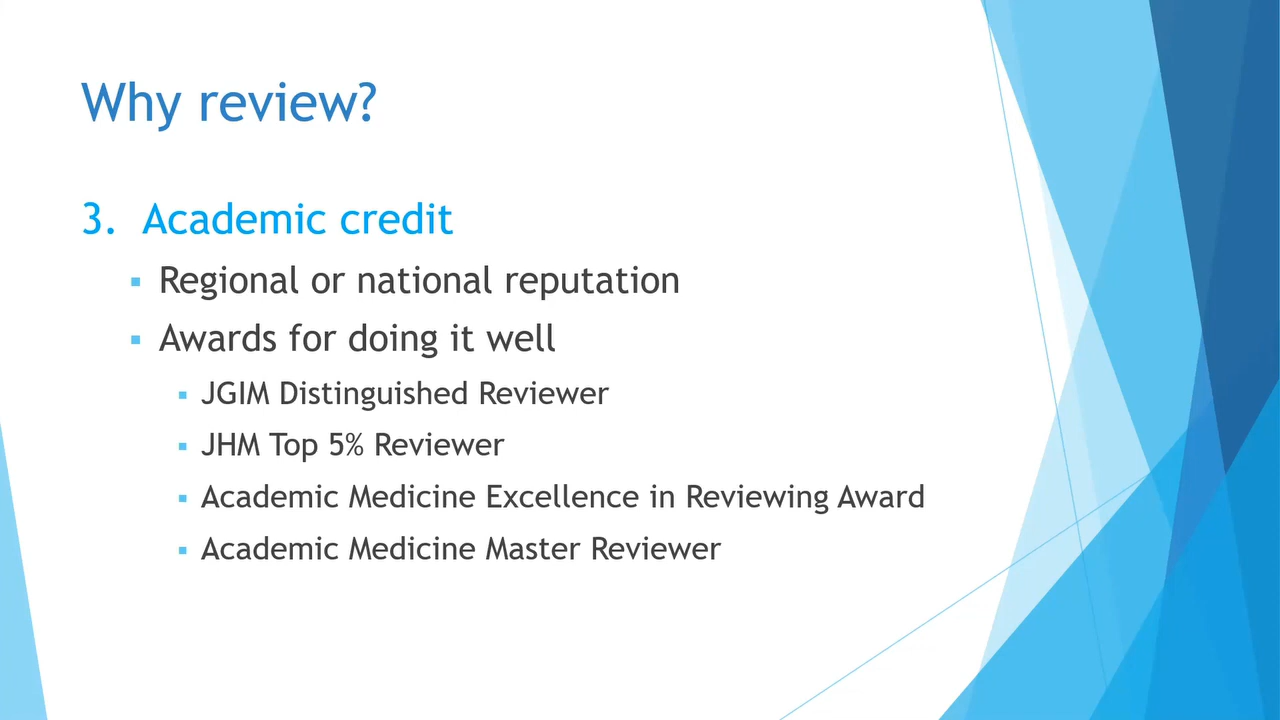 Why review?
3. Academic credit
▪ Regional or national reputation
▪ Awards for doing it well
▪ JGIM Distinguished Reviewer
▪ JHM Top 5% Reviewer
▪ Academic Medicine Excellence in Reviewing Award
▪ Academic Medicine Master Reviewer